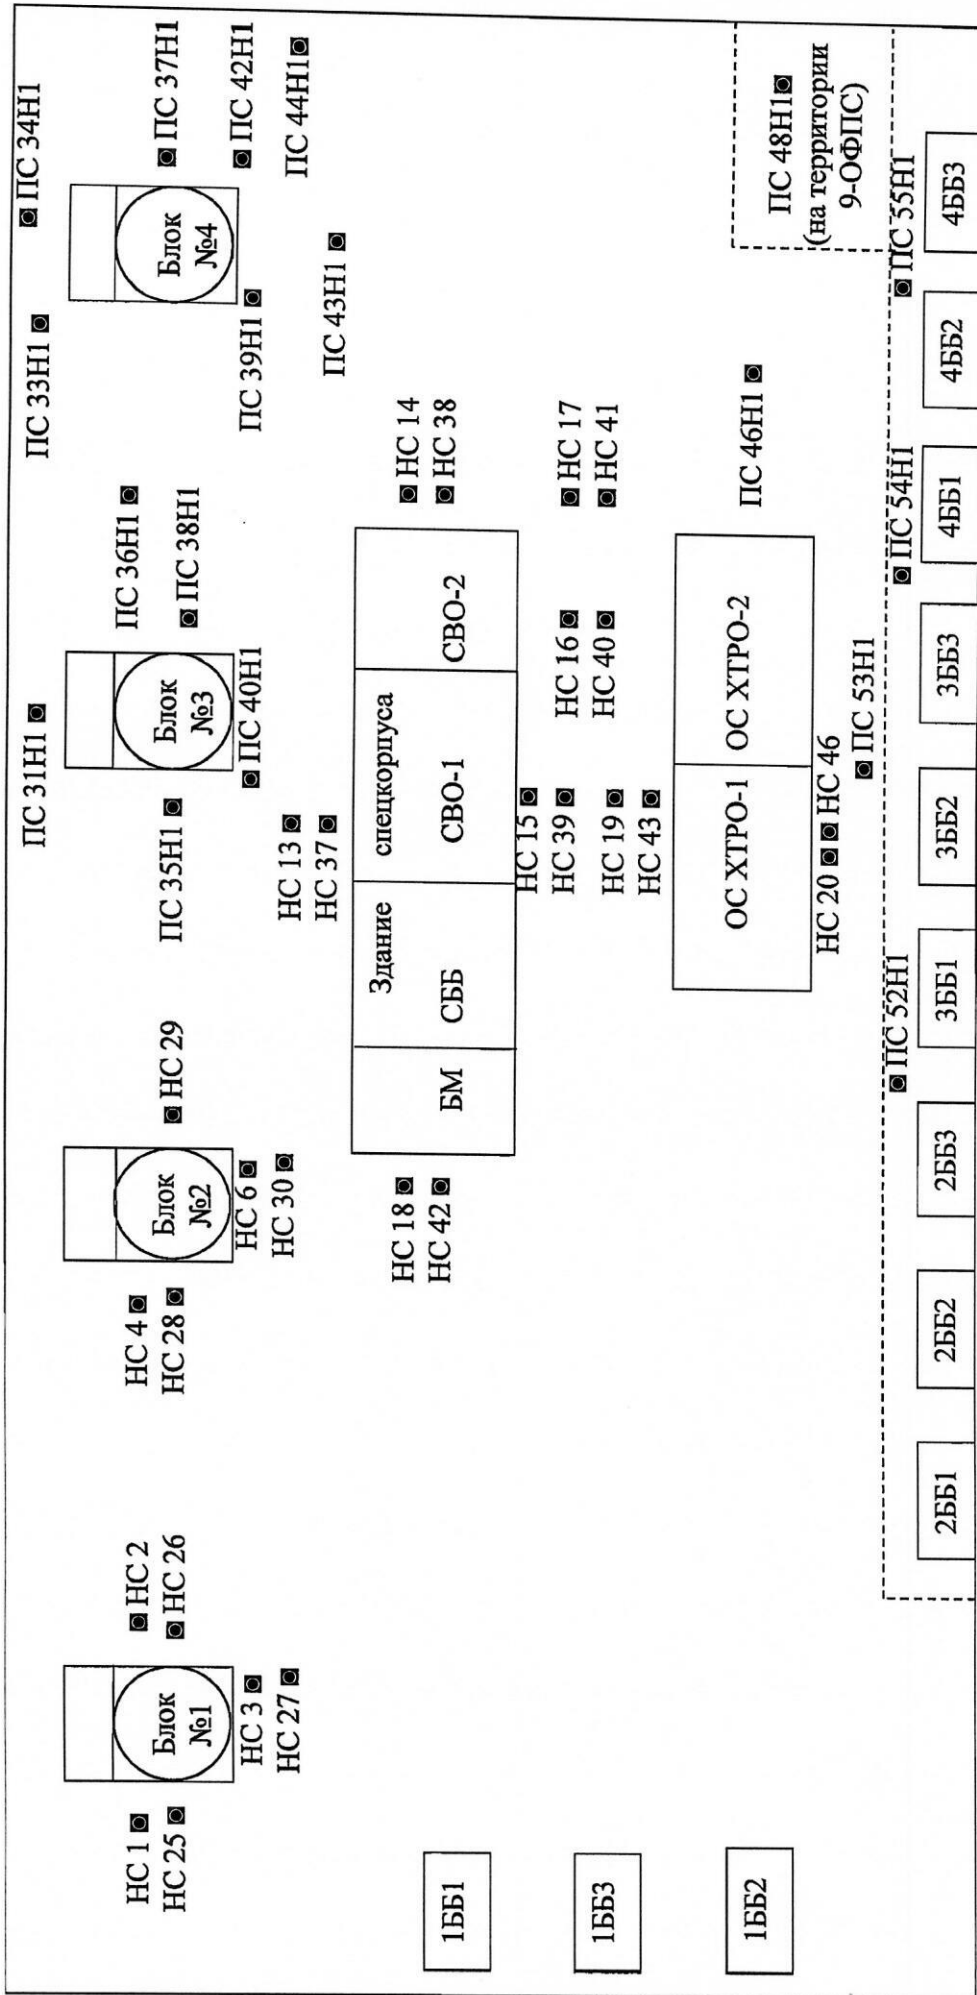 ПС 31Н1
ПС 33Н1
ПС 34Н1
НС 1
НС 25
Блок
№1
НС 2
НС 26
НС 3
НС 27
НС 4
НС 28
Блок
№2
НС 29
НС 6
НС 30
ПС 35Н1
Блок
№3
ПС 36Н1
ПС 38Н1
ПС 40Н1
Блок
№4
ПС 37Н1
ПС 42Н1
ПС 39Н1
ПС 44Н1
ПС 43Н1
НС 13
НС 37
НС 18
НС 42
Здание спецкорпуса
БМ
СББ
СВО-1
СВО-2
НС 14
НС 38
НС 15
НС 39
НС 16
НС 40
НС 17
НС 41
НС 19
НС 43
ОС ХТРО-1
ОС ХТРО-2
ПС 46Н1
НС 20
НС 46
ПС 53Н1
ПС 48Н1
(на территории
9-ОФПС)
ПС 52Н1
ПС 54Н1
ПС 55Н1
1ББ1
1ББ3
1ББ2
2ББ1
2ББ2
2ББ3
3ББ1
3ББ2
3ББ3
4ББ1
4ББ2
4ББ3